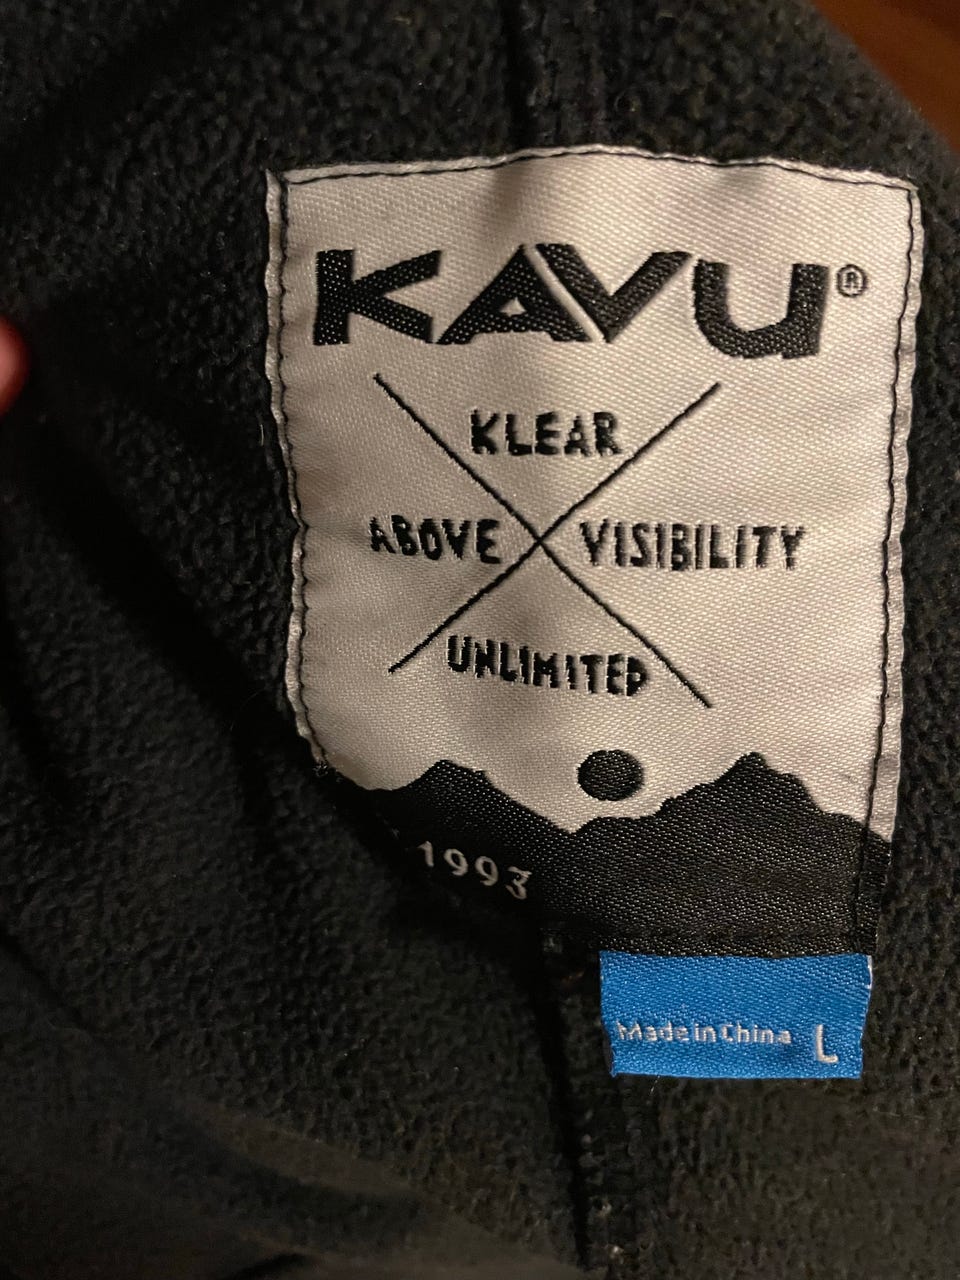 KAVU®
KLEAR
ABOVE VISIBILITY
UNLIMITED
1993
Made in China L